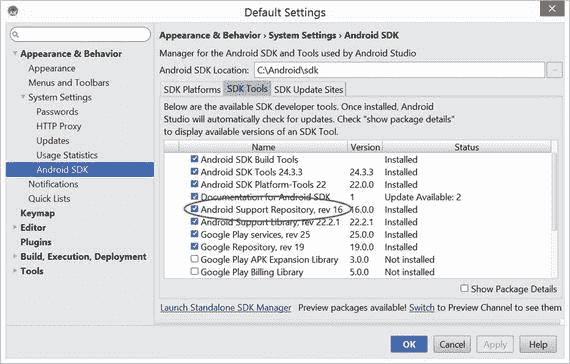 Default Settings
Appearance & Behavior
Appearance
Menus and Toolbars
System Settings
Passwords
HTTP Proxy
Updates
Usage Statistics
Android SDK
Notifications
Quick Lists
Keymap
Editor
Plugins
Build, Execution, Deployment
Tools
Appearance & Behavior › System Settings › Android SDK
Manager for the Android SDK and Tools used by Android Studio
Android SDK Location: C:\Android\sdk ...
SDK Platforms SDK Tools SDK Update Sites
Below are the available SDK developer tools. Once installed, Android
Studio will automatically check for updates. Check "show package details"
to display available versions of an SDK Tool.
Name Version Status
Android SDK Build Tools Installed
Android SDK Tools 24.3.3 24.3.3 Installed
Android SDK Platform-Tools 22 22.0.0 Installed
Documentation for Android SDK 1 Update Available: 2
Android Support Repository, rev 16 16.0.0 Installed
Android Support Library, rev 22.2.1 22.2.1 Installed
Google Play services, rev 25 25.0.0 Installed
Google Repository, rev 19 19.0.0 Installed
Google Play APK Expansion Library 3.0.0 Not installed
Google Play Billing Library 5.0.0 Not installed
Show Package Details
Launch Standalone SDK Manager Preview packages available! Switch to Preview Channel to see them
OK Cancel Apply Help